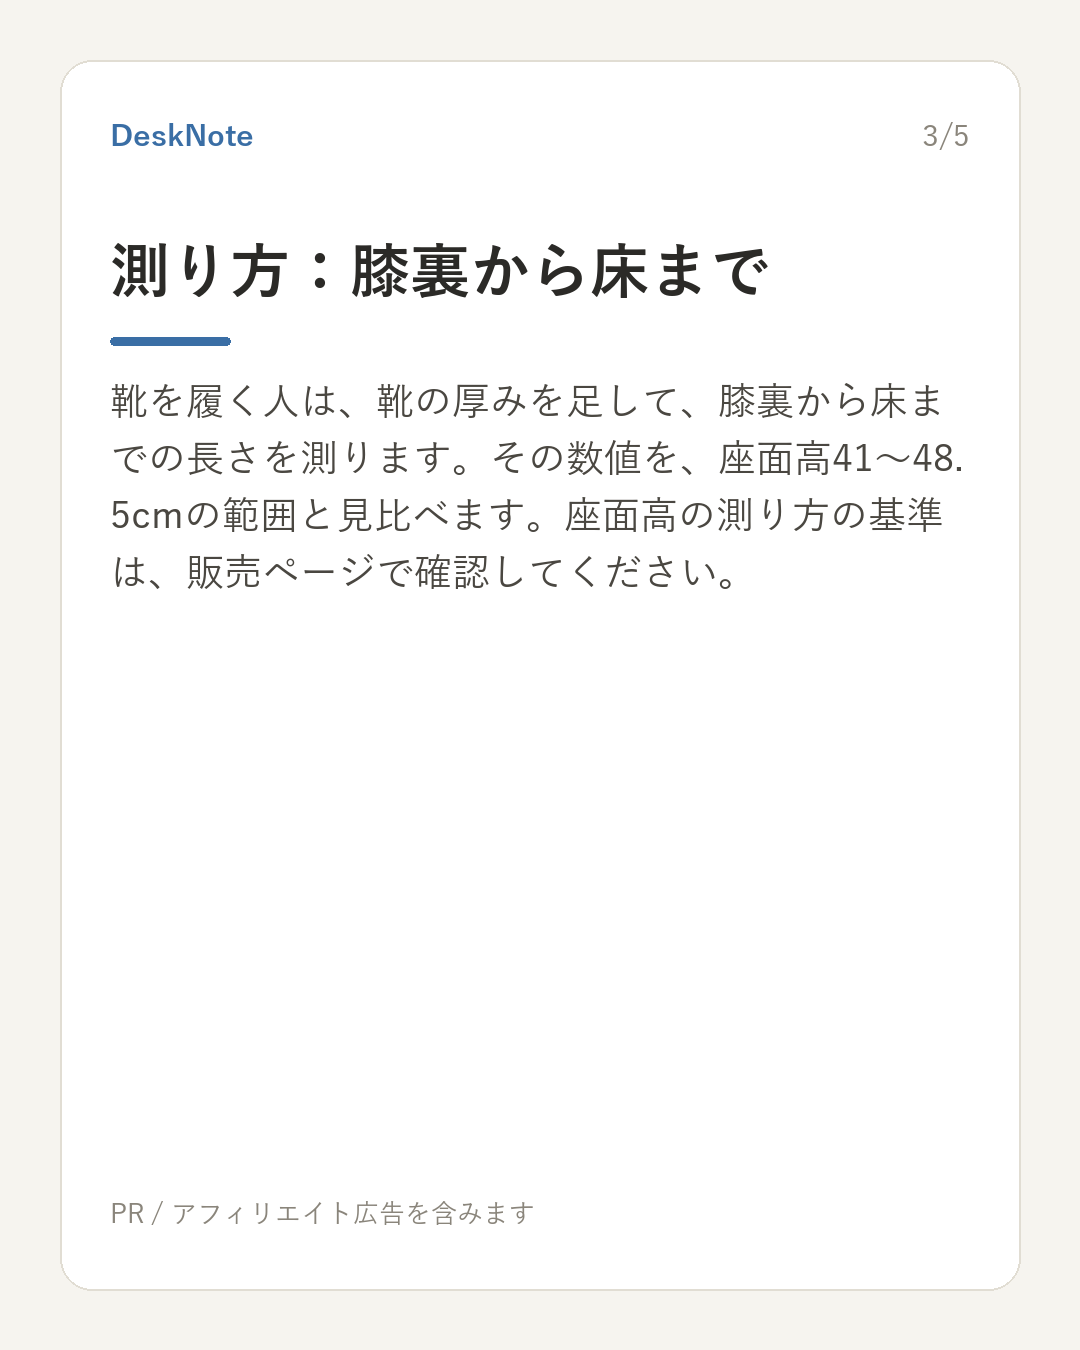 DeskNote
3/5
測り方：膝裏から床まで
靴を履く人は、靴の厚みを足して、膝裏から床ま
での長さを測ります。その数値を、座面高41〜48.
5cmの範囲と見比べます。座面高の測り方の基準
は、販売ページで確認してください。
PR / アフィリエイト広告を含みます